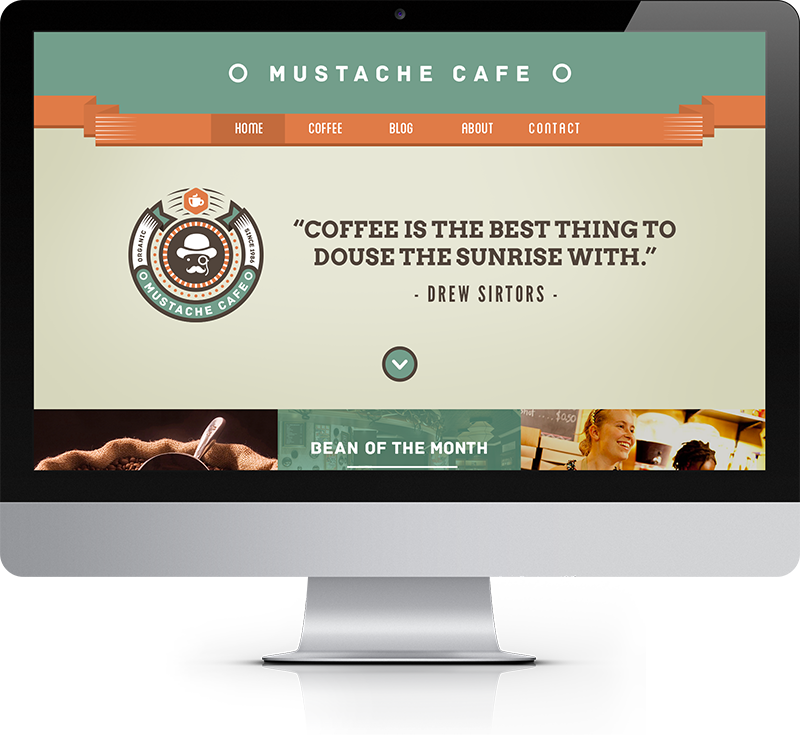 MUSTACHE CAFE
HOME COFFEE BLOG ABOUT CONTACT
ORGANIC
SINCE 1986
MUSTACHE CAFE
“COFFEE IS THE BEST THING TO
DOUSE THE SUNRISE WITH.”
- DREW SIRTORS -
BEAN OF THE MONTH